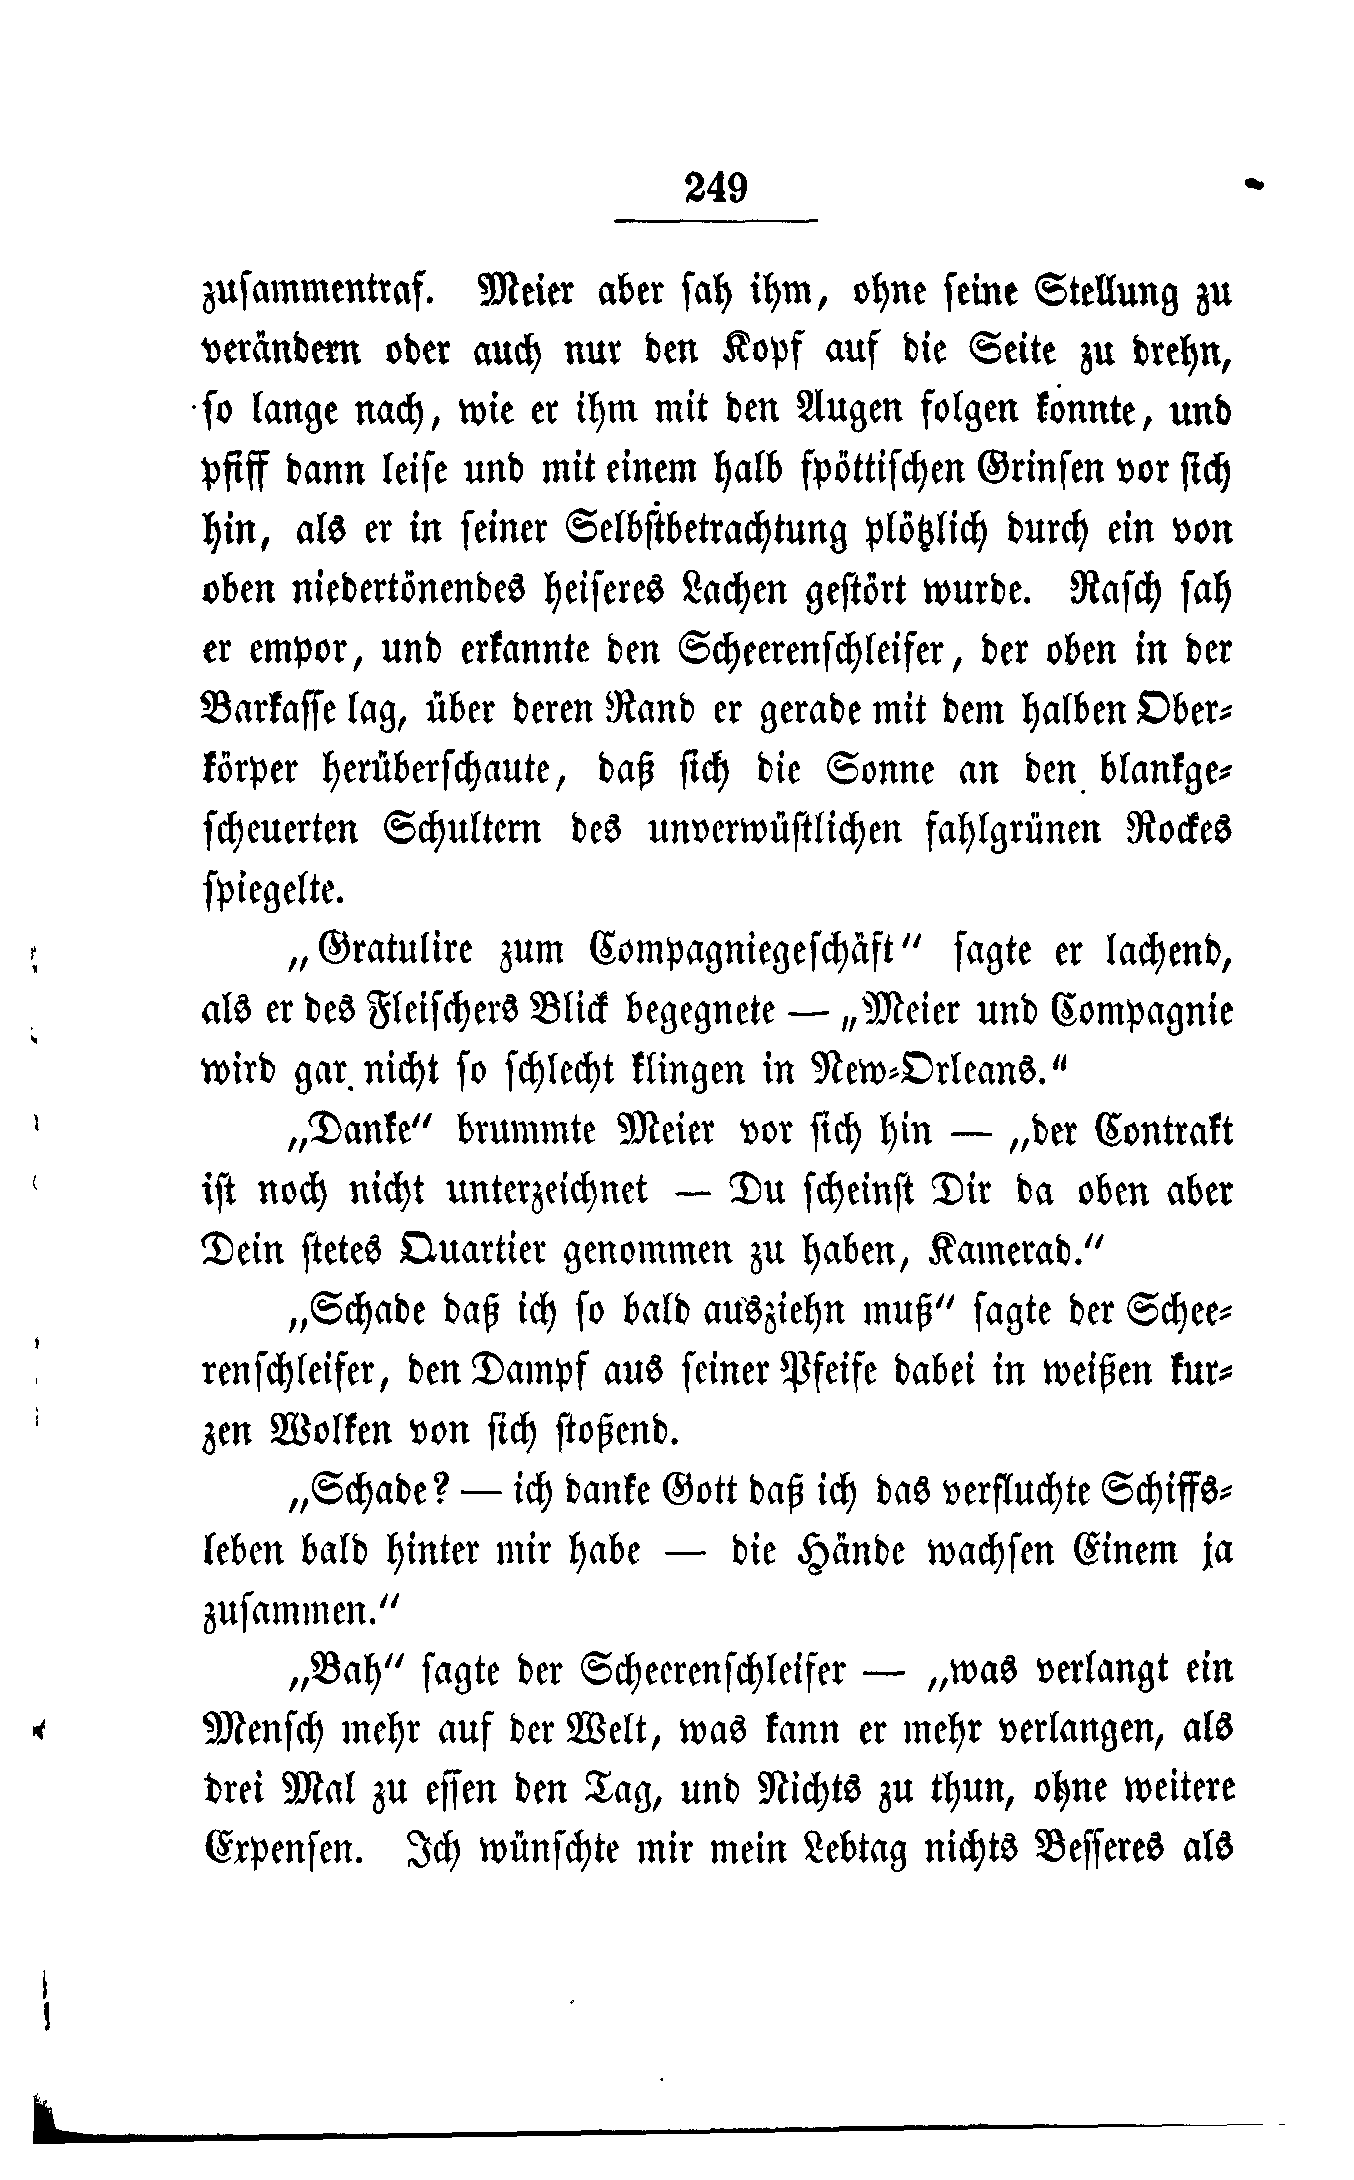 249
zusammentraf. Meier aber sah ihm, ohne seine Stellung zu
verändern oder auch nur den Kopf auf die Seite zu drehn,
so lange nach, wie er ihm mit den Augen folgen konnte, und
pfiff dann leise und mit einem halb spöttischen Grinsen vor sich
hin, als er in seiner Selbstbetrachtung plötzlich durch ein von
oben niedertönendes heiseres Lachen gestört wurde. Rasch sah
er empor, und erkannte den Scheerenschleifer, der oben in der
Barkasse lag, über deren Rand er gerade mit dem halben Ober-
körper herüberschaute, daß sich die Sonne an den blankge-
scheuerten Schultern des unverwüstlichen fahlgrünen Rockes
spiegelte.
„Gratulire zum Compagniegeschäft“ sagte er lachend,
als er des Fleischers Blick begegnete — „Meier und Compagnie
wird gar nicht so schlecht klingen in New-Orleans.“
„Danke“ brummte Meier vor sich hin — „der Contrakt
ist noch nicht unterzeichnet — Du scheinst Dir da oben aber
Dein stetes Quartier genommen zu haben, Kamerad.“
„Schade daß ich so bald ausziehn muß“ sagte der Schee-
renschleifer, den Dampf aus seiner Pfeife dabei in weißen kur-
zen Wolken von sich stoßend.
„Schade? — ich danke Gott daß ich das verfluchte Schiffs-
leben bald hinter mir habe — die Hände wachsen Einem ja
zusammen.“
„Bah“ sagte der Scheerenschleifer — „was verlangt ein
Mensch mehr auf der Welt, was kann er mehr verlangen, als
drei Mal zu essen den Tag, und Nichts zu thun, ohne weitere
Expensen. Ich wünschte mir mein Lebtag nichts Besseres als